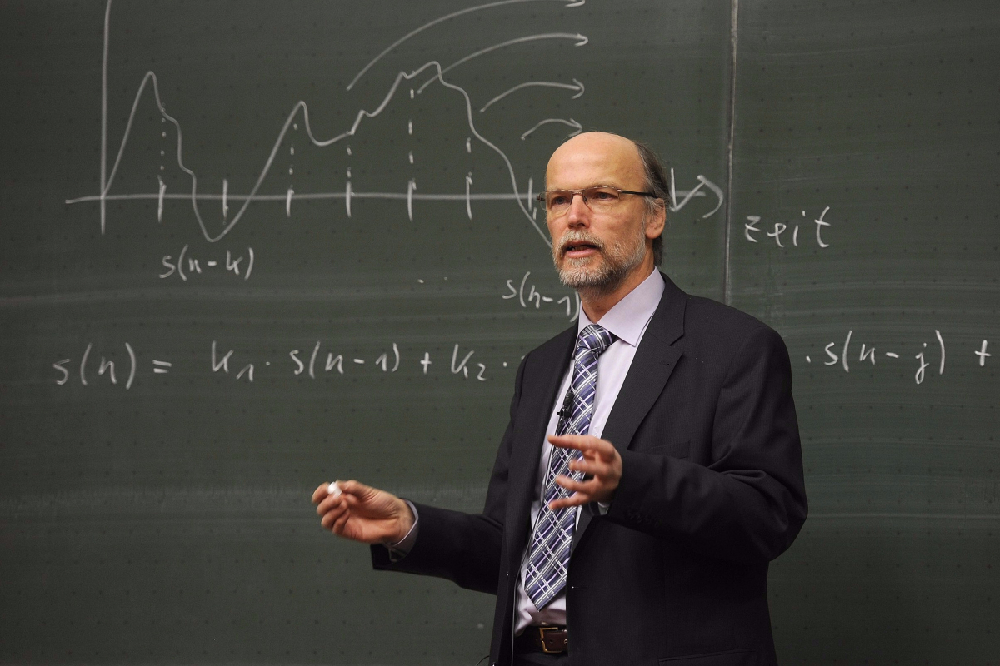 Zeit
s(n-k)
s(n-1)
s(n) = k₁ · s(n-1) + k₂ · · s(n-j) +